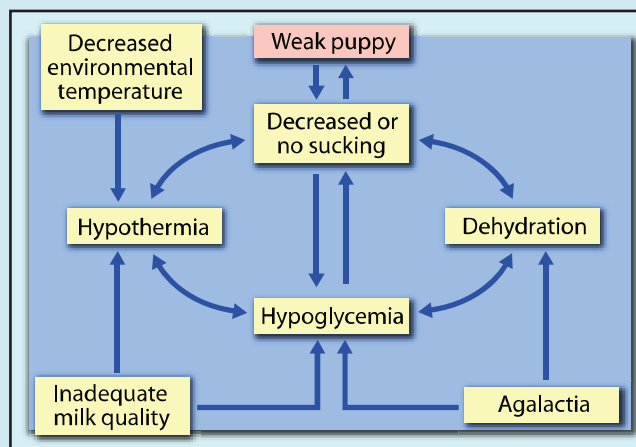 Decreased
environmental
temperature
Weak puppy
Decreased or
no sucking
Hypothermia
Dehydration
Hypoglycemia
Inadequate
milk quality
Agalactia